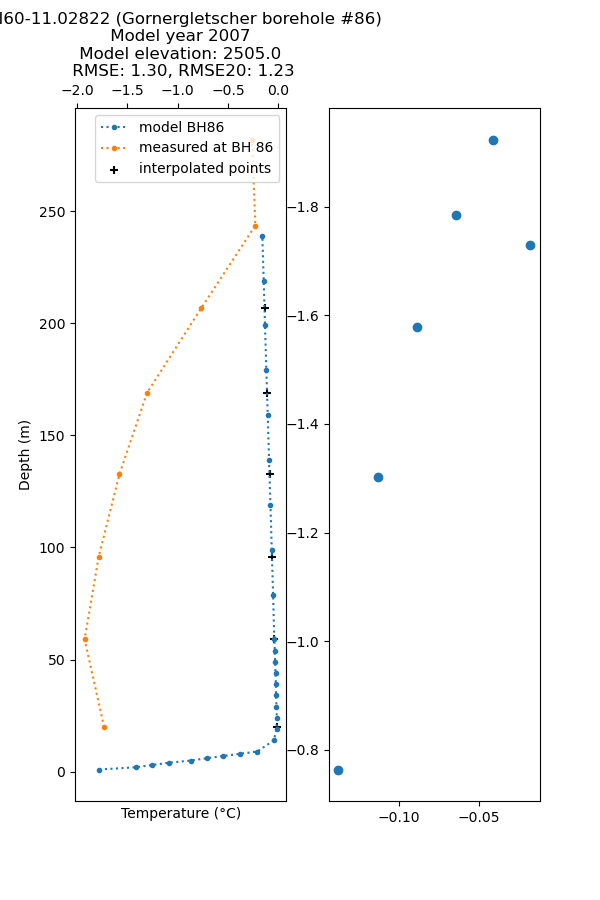 l60-11.02822 (Gornergletscher borehole #86)
Model year 2007
Model elevation: 2505.0
RMSE: 1.30, RMSE20: 1.23
−2.0 −1.5 −1.0 −0.5 0.0
model BH86
measured at BH 86
interpolated points
250
200
150
100
50
0
Depth (m)
Temperature (°C)
−1.8
−1.6
−1.4
−1.2
−1.0
−0.8
−0.10 −0.05